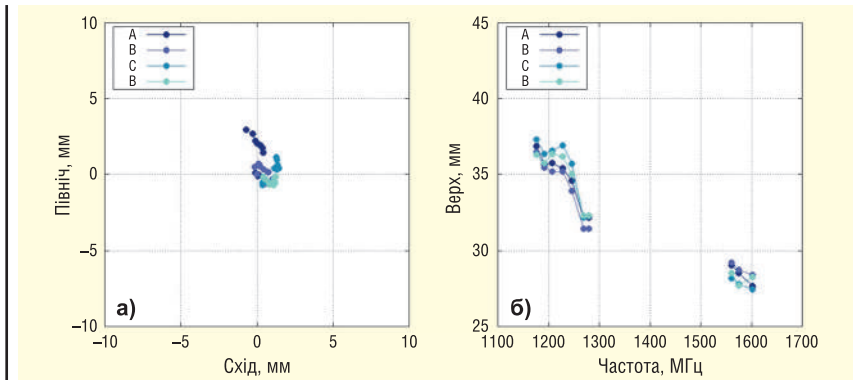 10
5
0
–5
–10
Північ, мм
A
B
C
B
а)
–10
–5
0
5
10
Схід, мм
45
40
35
30
25
Верх, мм
A
B
C
B
б)
1100
1200
1300
1400
1500
1600
1700
Частота, МГц